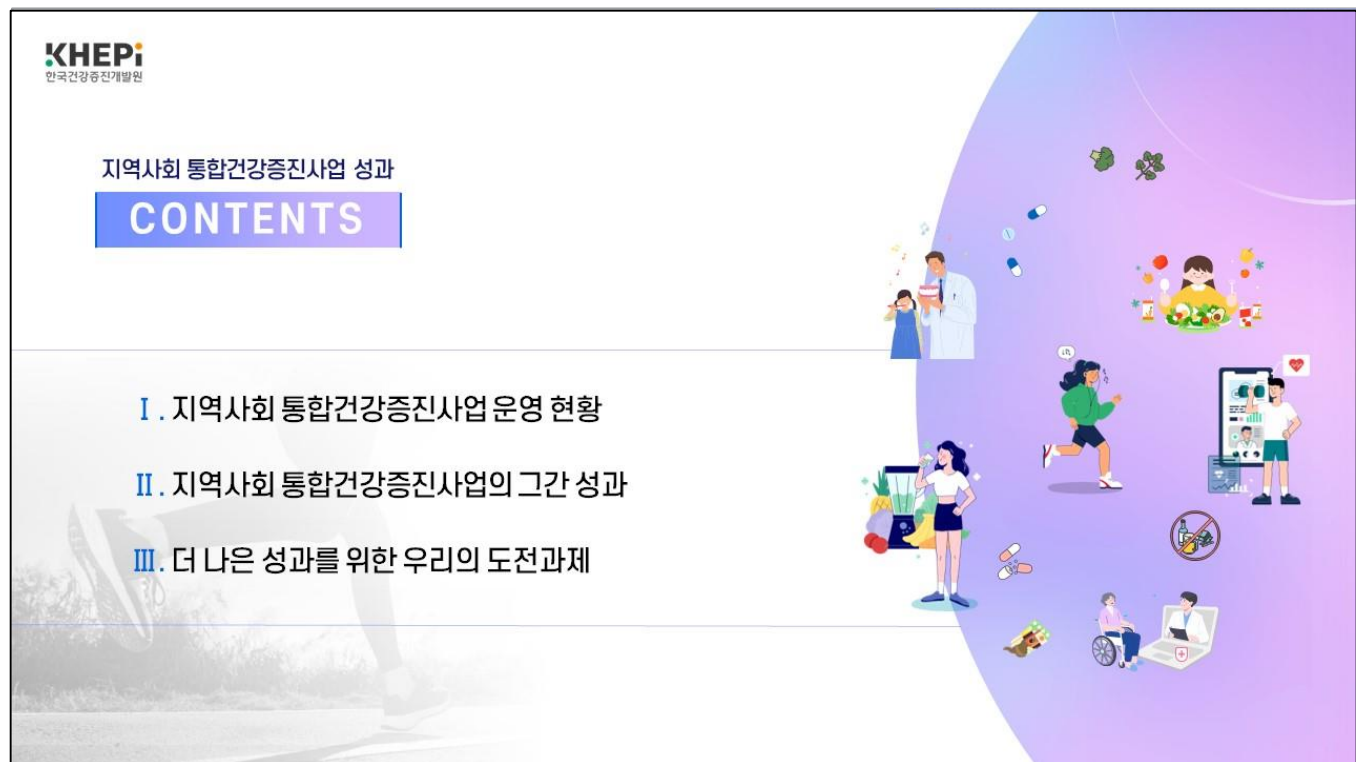 KHEPi
한국건강증진개발원
지역사회 통합건강증진사업 성과
CONTENTS
Ⅰ. 지역사회 통합건강증진사업 운영 현황
Ⅱ. 지역사회 통합건강증진사업의 그간 성과
Ⅲ. 더 나은 성과를 위한 우리의 도전과제